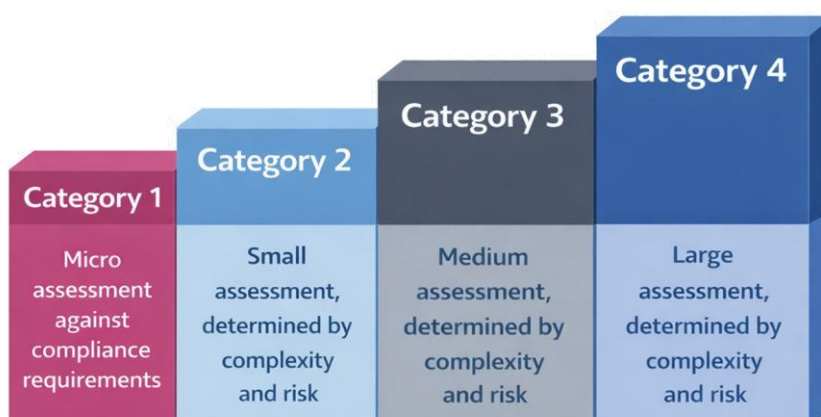 Category 1
Micro
assessment
against
compliance
requirements
Category 2
Small
assessment,
determined by
complexity
and risk
Category 3
Medium
assessment,
determined by
complexity
and risk
Category 4
Large
assessment,
determined by
complexity
and risk